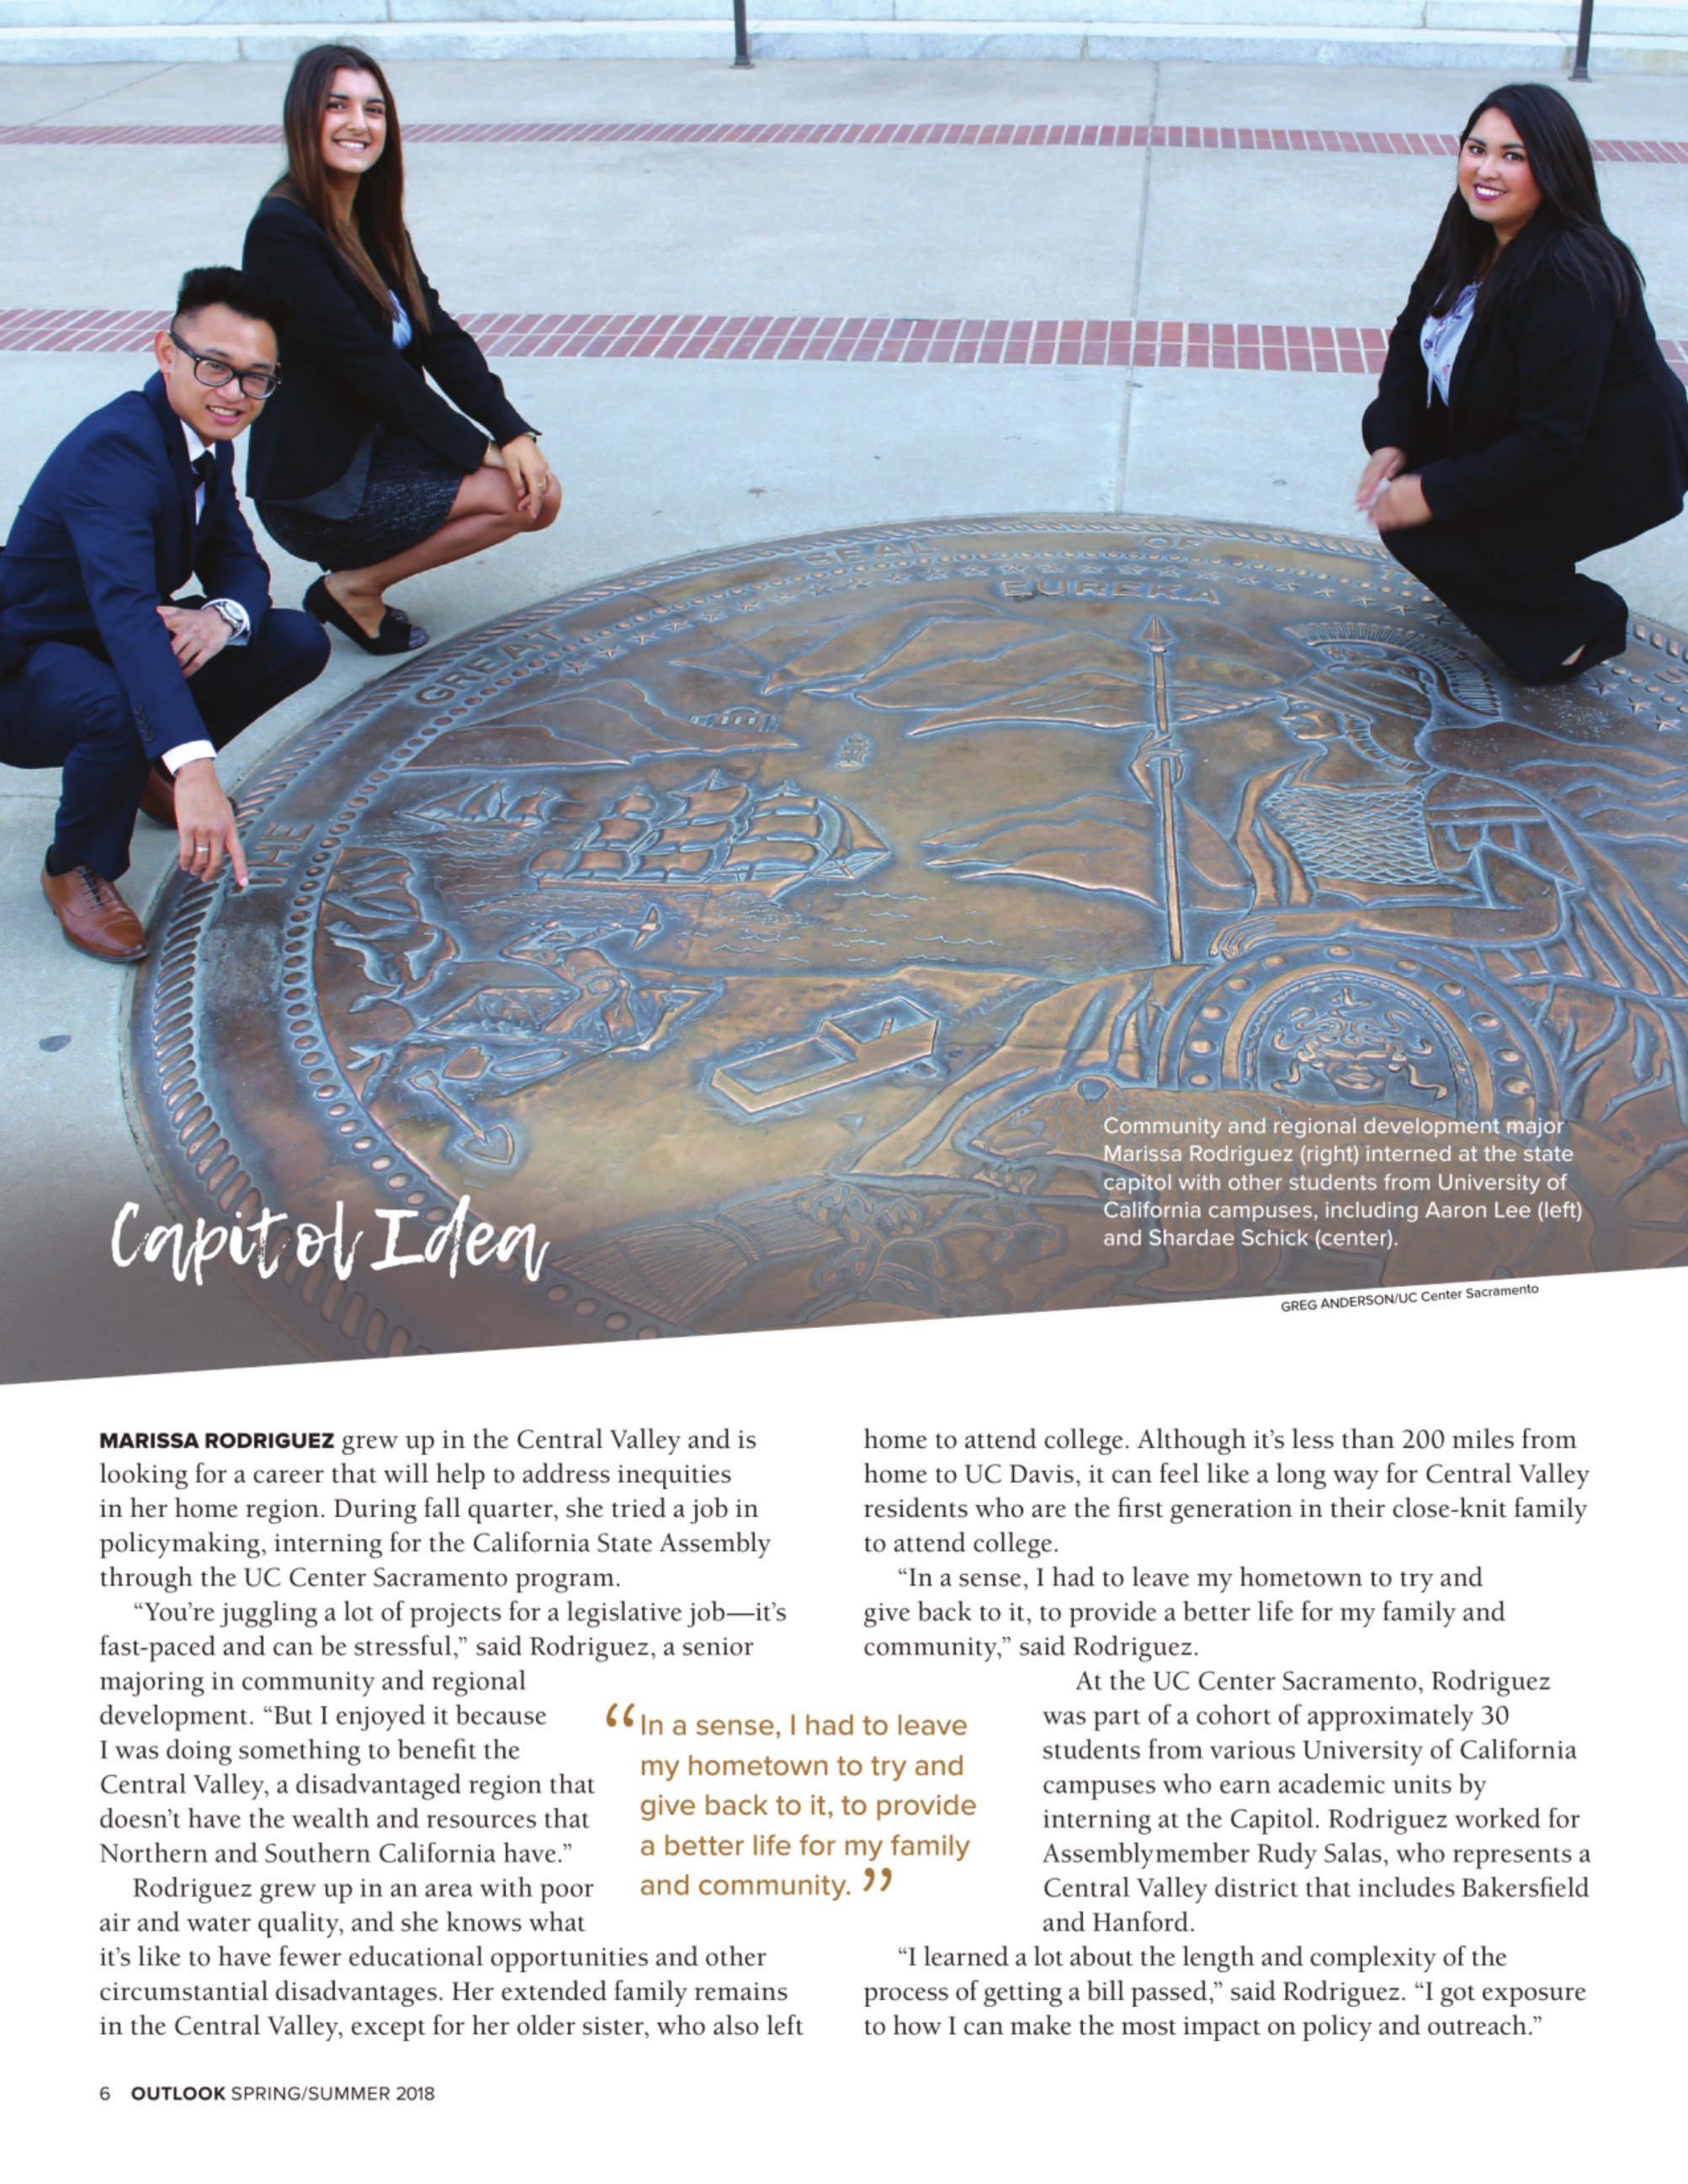 SEAL OF
EUREKA
GREAT
THE
Community and regional development major
Marissa Rodriguez (right) interned at the state
capitol with other students from University of
California campuses, including Aaron Lee (left)
and Shardae Schick (center).
Capitol Idea
GREG ANDERSON/UC Center Sacramento
MARISSA RODRIGUEZ grew up in the Central Valley and is
looking for a career that will help to address inequities
in her home region. During fall quarter, she tried a job in
policymaking, interning for the California State Assembly
through the UC Center Sacramento program.
“You’re juggling a lot of projects for a legislative job—it’s
fast-paced and can be stressful,” said Rodriguez, a senior
majoring in community and regional
development. “But I enjoyed it because
I was doing something to benefit the
Central Valley, a disadvantaged region that
doesn’t have the wealth and resources that
Northern and Southern California have.”
Rodriguez grew up in an area with poor
air and water quality, and she knows what
it’s like to have fewer educational opportunities and other
circumstantial disadvantages. Her extended family remains
in the Central Valley, except for her older sister, who also left
“In a sense, I had to leave
my hometown to try and
give back to it, to provide
a better life for my family
and community.”
home to attend college. Although it’s less than 200 miles from
home to UC Davis, it can feel like a long way for Central Valley
residents who are the first generation in their close-knit family
to attend college.
“In a sense, I had to leave my hometown to try and
give back to it, to provide a better life for my family and
community,” said Rodriguez.
At the UC Center Sacramento, Rodriguez
was part of a cohort of approximately 30
students from various University of California
campuses who earn academic units by
interning at the Capitol. Rodriguez worked for
Assemblymember Rudy Salas, who represents a
Central Valley district that includes Bakersfield
and Hanford.
“I learned a lot about the length and complexity of the
process of getting a bill passed,” said Rodriguez. “I got exposure
to how I can make the most impact on policy and outreach.”
6 OUTLOOK SPRING/SUMMER 2018